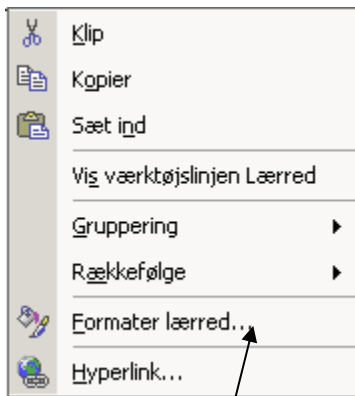 Klip
Kopier
Sæt ind
Vis værktøjslinjen Lærred
Gruppering
Rækkefølge
Formater lærred...
Hyperlink...